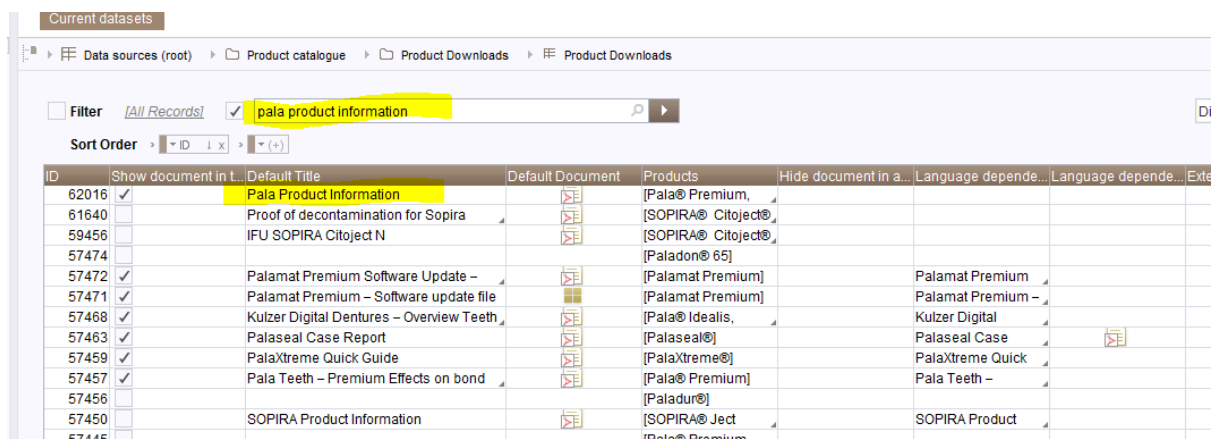 Current datasets
Data sources (root) Product catalogue Product Downloads Product Downloads
Filter [All Records] pala product information Di
Sort Order ID x (+)
ID Show document in t... Default Title Default Document Products Hide document in a... Language depende... Language depende... Exte
62016 Pala Product Information [Pala® Premium,
61640 Proof of decontamination for Sopira [SOPIRA® Citoject®
59456 IFU SOPIRA Citoject N [SOPIRA® Citoject®
57474 [Paladon® 65]
57472 Palamat Premium Software Update – [Palamat Premium] Palamat Premium
57471 Palamat Premium – Software update file [Palamat Premium] Palamat Premium –
57468 Kulzer Digital Dentures – Overview Teeth [Pala® Idealis, Kulzer Digital
57463 Palaseal Case Report [Palaseal®] Palaseal Case
57459 PalaXtreme Quick Guide [PalaXtreme®] PalaXtreme Quick
57457 Pala Teeth – Premium Effects on bond [Pala® Premium] Pala Teeth –
57456 [Paladur®]
57450 SOPIRA Product Information [SOPIRA® Ject SOPIRA Product
57445 [Pala® Premium